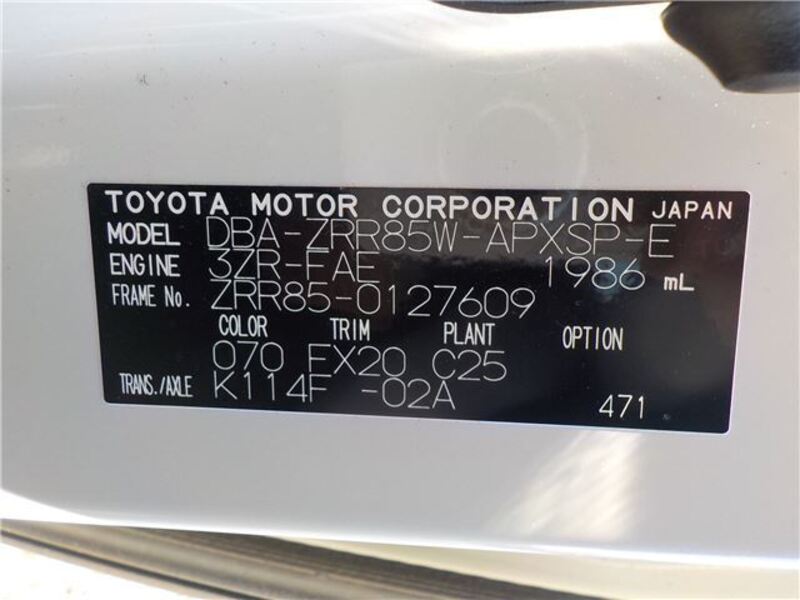 TOYOTA MOTOR CORPORATION JAPAN
MODEL DBA-ZRR85W-APXSP-E
ENGINE 3ZR-FAE 1986 mL
FRAME No. ZRR85-0127609
COLOR TRIM PLANT OPTION
070 EX20 C25
TRANS./AXLE K114F -02A
471